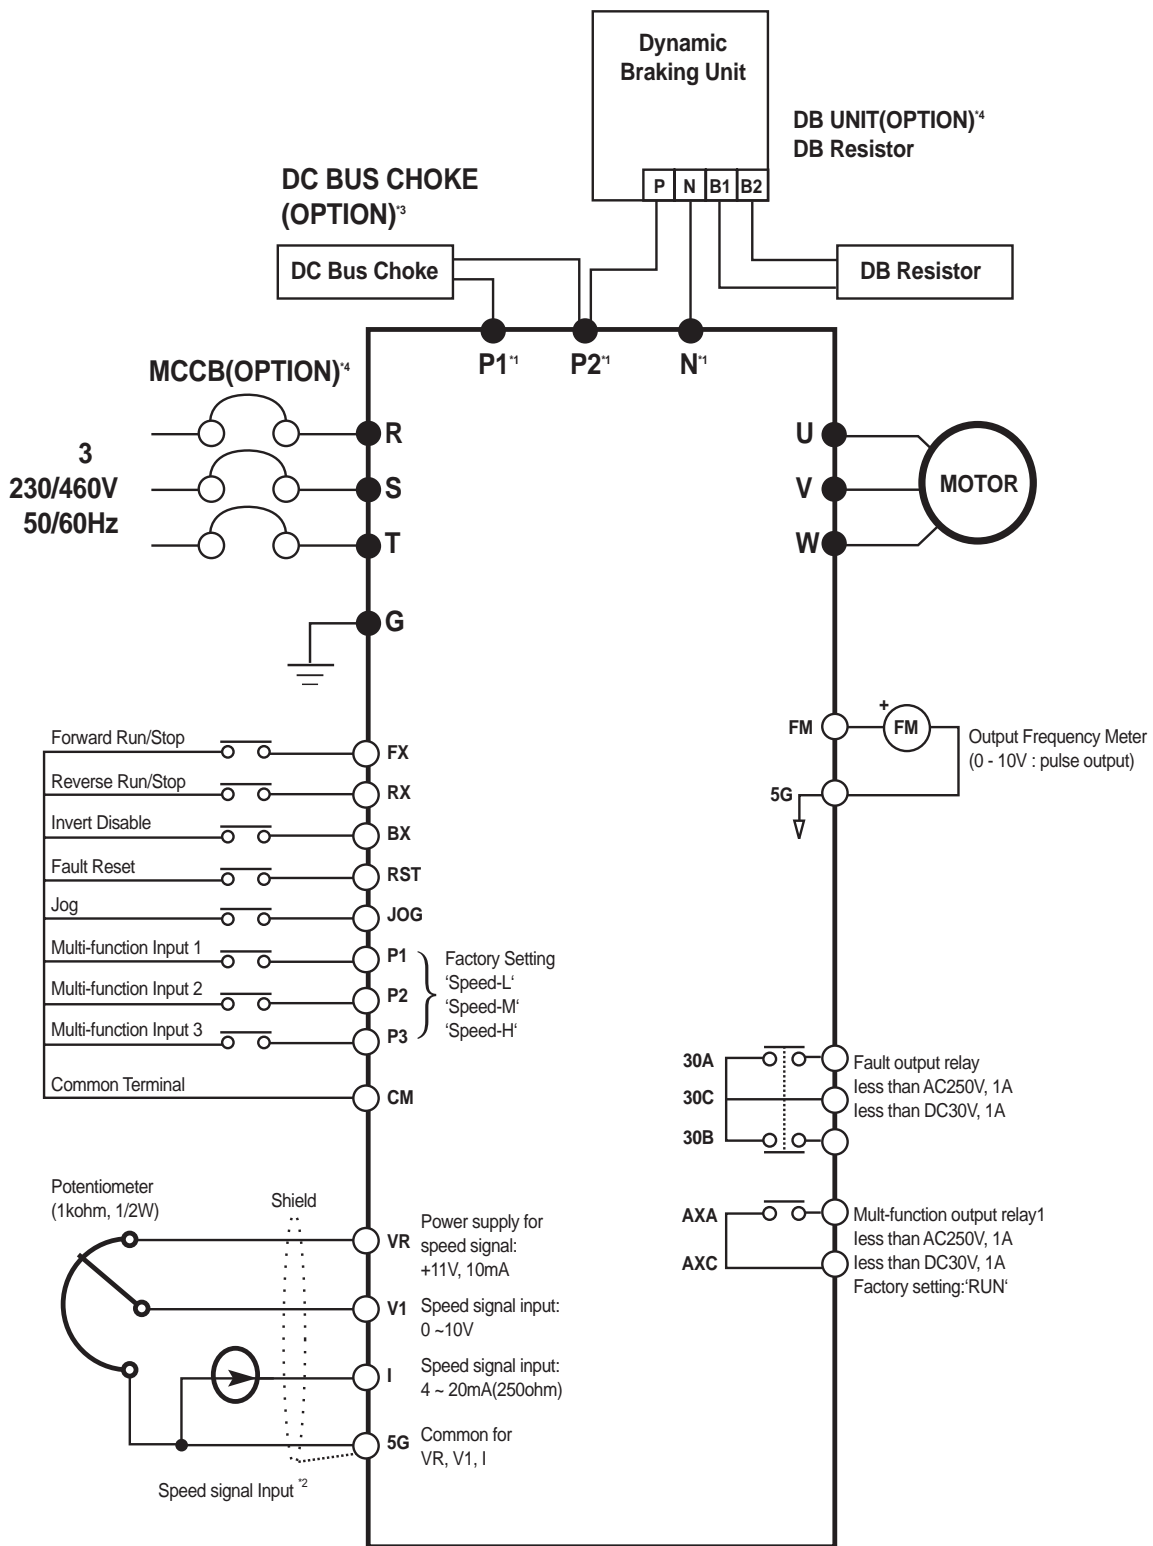 Dynamic
Braking Unit
P N B1 B2
DB UNIT(OPTION)*4
DB Resistor
DC BUS CHOKE
(OPTION)*3
DC Bus Choke
DB Resistor
P1*1
P2*1
N*1
MCCB(OPTION)*4
3
230/460V
50/60Hz
R
S
T
G
U
V
W
MOTOR
FM
+
FM
5G
Output Frequency Meter
(0 - 10V : pulse output)
Forward Run/Stop
FX
Reverse Run/Stop
RX
Invert Disable
BX
Fault Reset
RST
Jog
JOG
Multi-function Input 1
P1
Multi-function Input 2
P2
Multi-function Input 3
P3
Common Terminal
CM
Factory Setting
‘Speed-L‘
‘Speed-M‘
‘Speed-H‘
30A
30C
30B
Fault output relay
less than AC250V, 1A
less than DC30V, 1A
AXA
AXC
Mult-function output relay1
less than AC250V, 1A
less than DC30V, 1A
Factory setting:‘RUN‘
Potentiometer
(1kohm, 1/2W)
Shield
VR
Power supply for
speed signal:
+11V, 10mA
V1
Speed signal input:
0 ~10V
I
Speed signal input:
4 ~ 20mA(250ohm)
5G
Common for
VR, V1, I
Speed signal Input *2